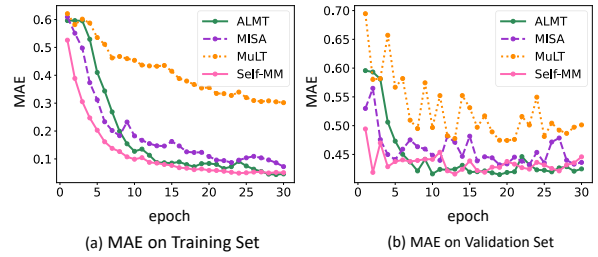 ALMT
MISA
MuLT
Self-MM
MAE
0.6
0.5
0.4
0.3
0.2
0.1
0 5 10 15 20 25 30
epoch
(a) MAE on Training Set
ALMT
MISA
MuLT
Self-MM
MAE
0.70
0.65
0.60
0.55
0.50
0.45
0 5 10 15 20 25 30
epoch
(b) MAE on Validation Set